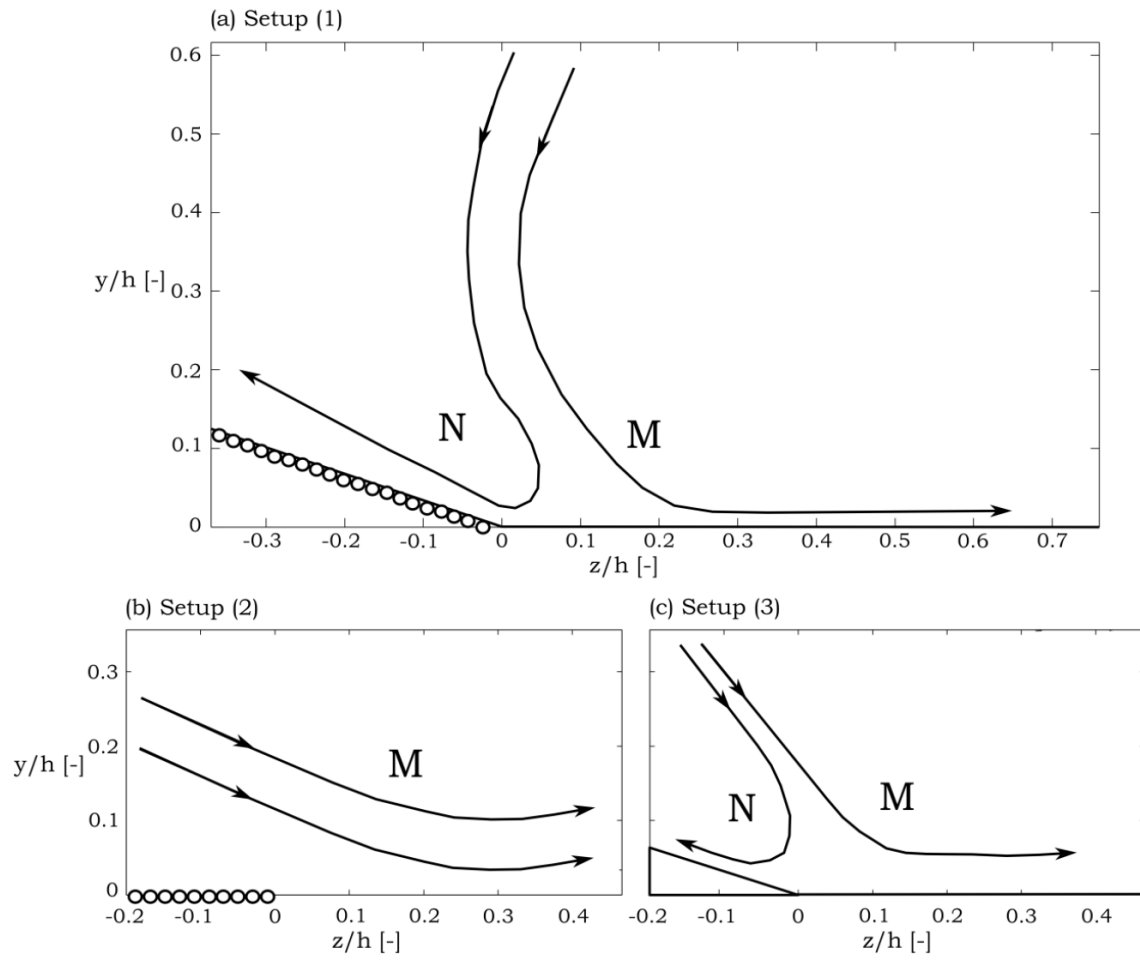 (a) Setup (1)
0.6
0.5
0.4
y/h [-]
0.3
0.2
N
M
0.1
0
-0.3 -0.2 -0.1 0 0.1 0.2 0.3 0.4 0.5 0.6 0.7
z/h [-]
(b) Setup (2)
0.3
M
0.2
y/h [-]
0.1
0
-0.2 -0.1 0 0.1 0.2 0.3 0.4
z/h [-]
(c) Setup (3)
N
M
-0.2 -0.1 0 0.1 0.2 0.3 0.4
z/h [-]